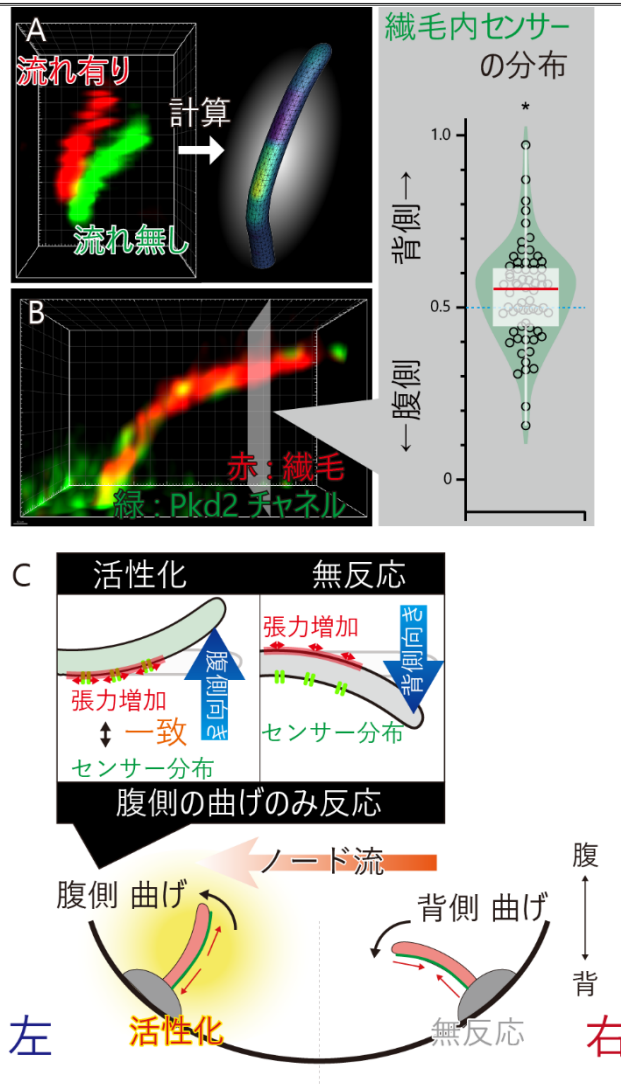 A
流れ有り
計算
流れ無し
繊毛内センサー
の分布
*
1.0
背側→
0.5
←腹側
0
B
赤：繊毛
緑：Pkd2 チャネル
C
活性化
無反応
張力増加
腹側向き
一致
センサー分布
張力増加
背側向き
センサー分布
腹側の曲げのみ反応
ノード流
腹側 曲げ
背側 曲げ
腹
背
左
活性化
無反応
右